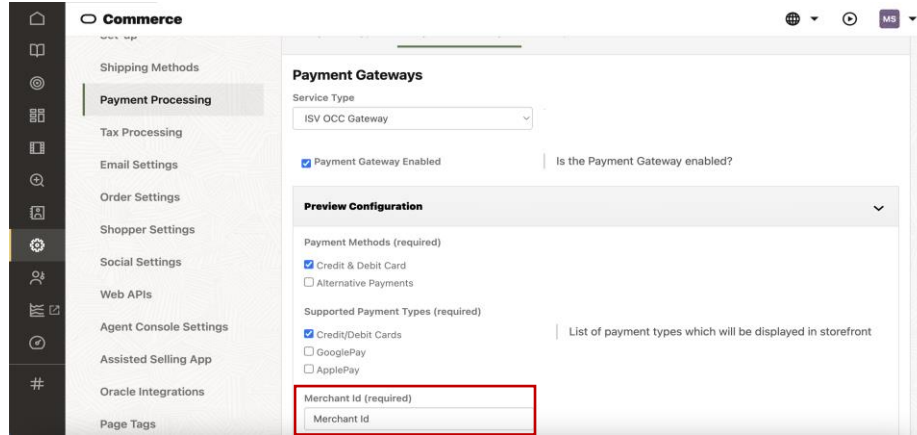 Commerce
MS
Set-up
Shipping Methods
Payment Processing
Tax Processing
Email Settings
Order Settings
Shopper Settings
Social Settings
Web APIs
Agent Console Settings
Assisted Selling App
Oracle Integrations
Page Tags
Payment Gateways
Service Type
ISV OCC Gateway
Payment Gateway Enabled
Is the Payment Gateway enabled?
Preview Configuration
Payment Methods (required)
Credit & Debit Card
Alternative Payments
Supported Payment Types (required)
Credit/Debit Cards
List of payment types which will be displayed in storefront
GooglePay
ApplePay
Merchant Id (required)
Merchant Id